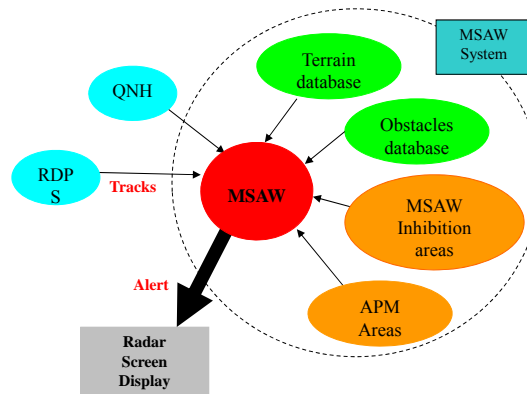 MSAW
System
Terrain
database
QNH
Obstacles
database
RDP
S
Tracks
MSAW
MSAW
Inhibition
areas
Alert
APM
Areas
Radar
Screen
Display